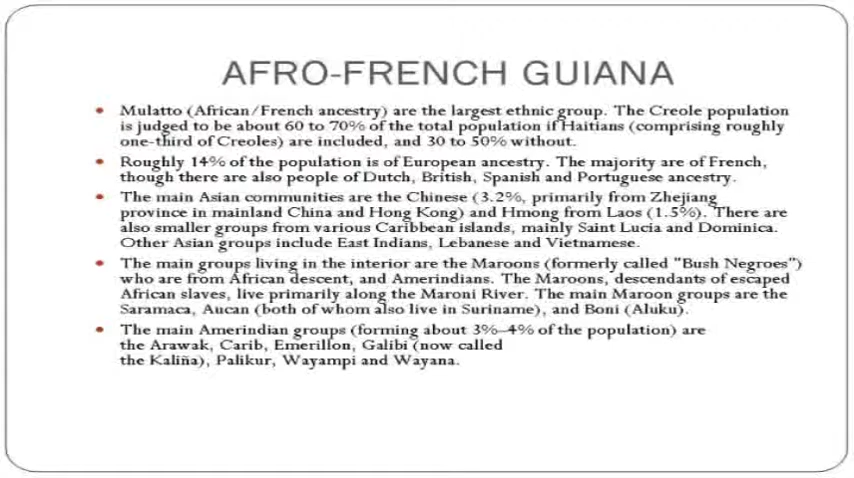 AFRO-FRENCH GUIANA
• Mulatto (African/French ancestry) are the largest ethnic group. The Creole population
is judged to be about 60 to 70% of the total population if Haitians (comprising roughly
one-third of Creoles) are included, and 30 to 50% without.
• Roughly 14% of the population is of European ancestry. The majority are of French,
though there are also people of Dutch, British, Spanish and Portuguese ancestry.
• The main Asian communities are the Chinese (3.2%, primarily from Zhejiang
province in mainland China and Hong Kong) and Hmong from Laos (1.5%). There are
also smaller groups from various Caribbean islands, mainly Saint Lucia and Dominica.
Other Asian groups include East Indians, Lebanese and Vietnamese.
• The main groups living in the interior are the Maroons (formerly called "Bush Negroes")
who are from African descent, and Amerindians. The Maroons, descendants of escaped
African slaves, live primarily along the Maroni River. The main Maroon groups are the
Saramaca, Aucan (both of whom also live in Suriname), and Boni (Aluku).
• The main Amerindian groups (forming about 3%–4% of the population) are
the Arawak, Carib, Emerillon, Galibi (now called
the Kaliña), Palikur, Wayampi and Wayana.